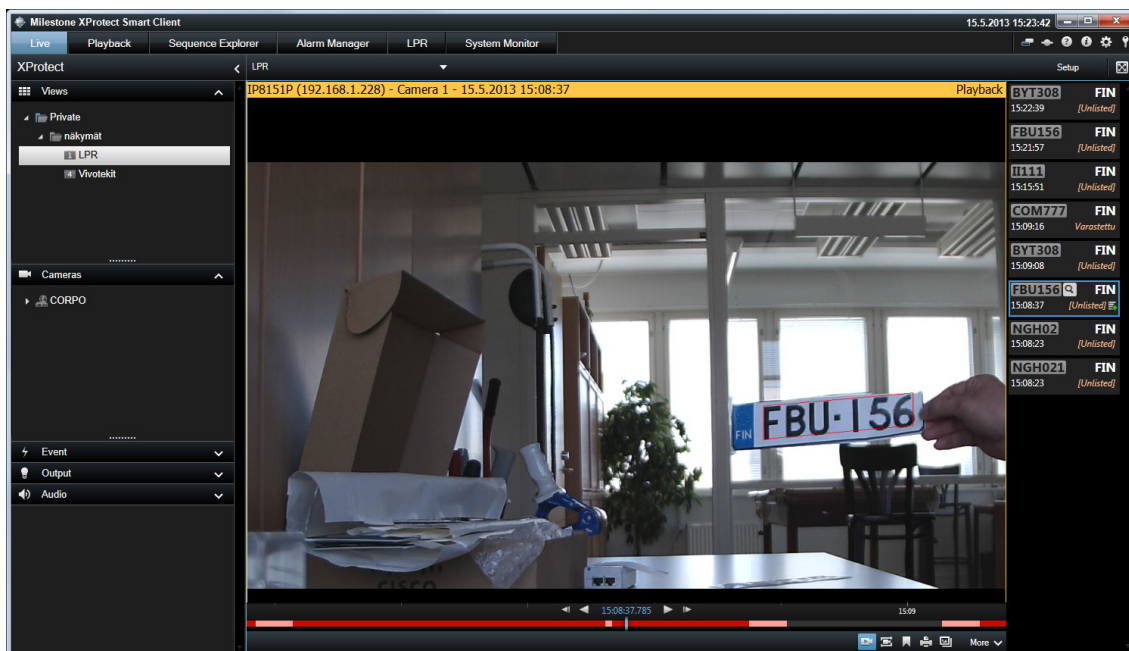 Milestone XProtect Smart Client
15.5.2013 15:23:42
Live Playback Sequence Explorer Alarm Manager LPR System Monitor
XProtect
LPR
Setup
Views
Private
näkymät
1 LPR
4 Vivotekit
Cameras
CORPO
Event
Output
Audio
IP8151P (192.168.1.228) - Camera 1 - 15.5.2013 15:08:37
Playback
FIN FBU-156
CISCO
15:08:37.785
15:09
More
BYT308 FIN
15:22:39 [Unlisted]
FBU156 FIN
15:21:57 [Unlisted]
II111 FIN
15:15:51 [Unlisted]
COM777 FIN
15:09:16 Varastettu
BYT308 FIN
15:09:08 [Unlisted]
FBU156 FIN
15:08:37 [Unlisted]
NGH02 FIN
15:08:23 [Unlisted]
NGH021 FIN
15:08:23 [Unlisted]